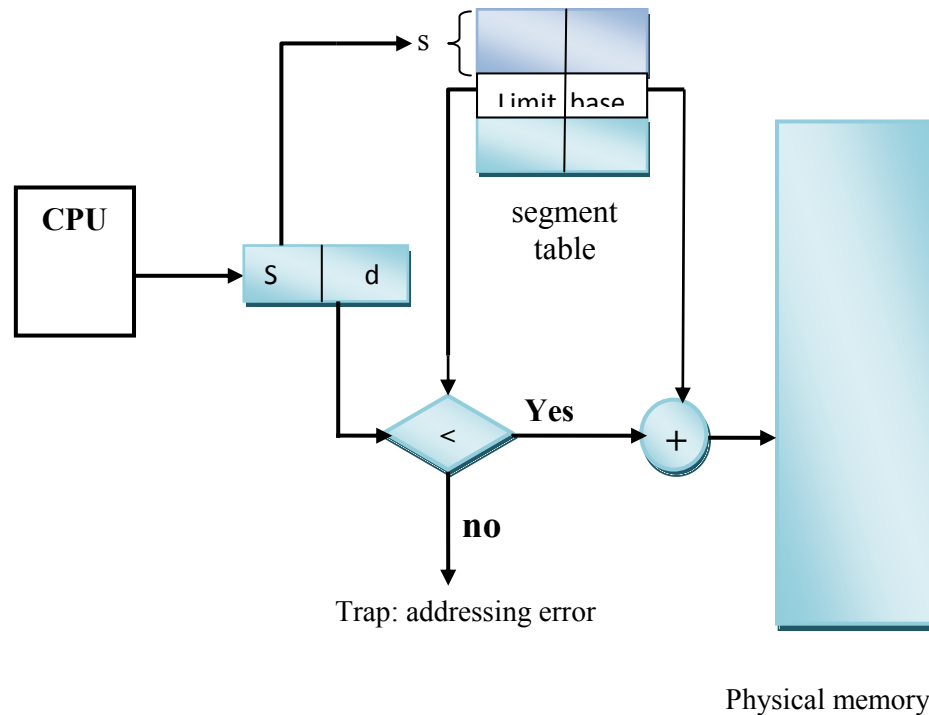 s
Limit base
CPU
segment
table
S d
Yes
<
+
no
Trap: addressing error
Physical memory